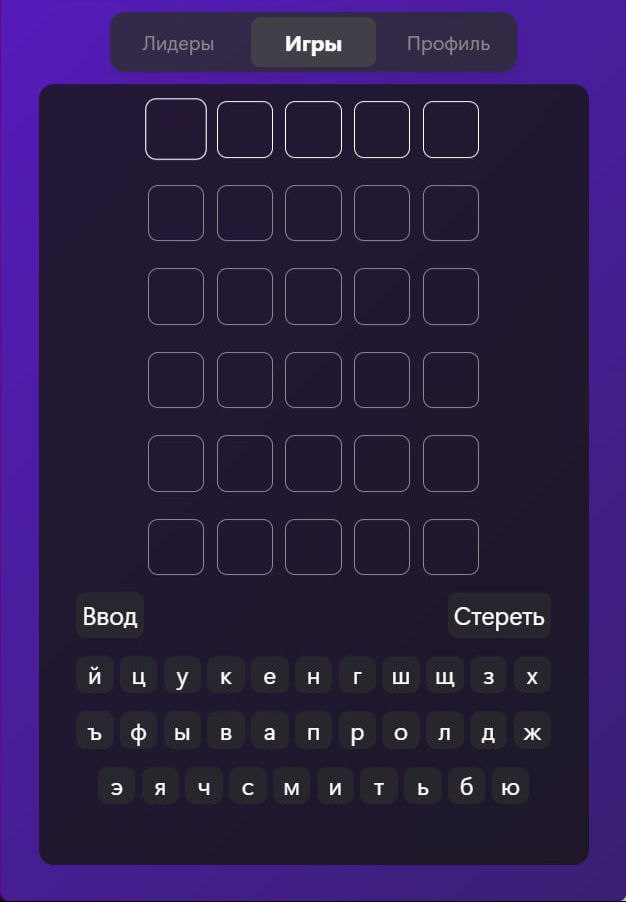 Лидеры Игры Профиль
Ввод Стереть
й ц у к е н г ш щ з х
ъ ф ы в а п р о л д ж
э я ч с м и т ь б ю